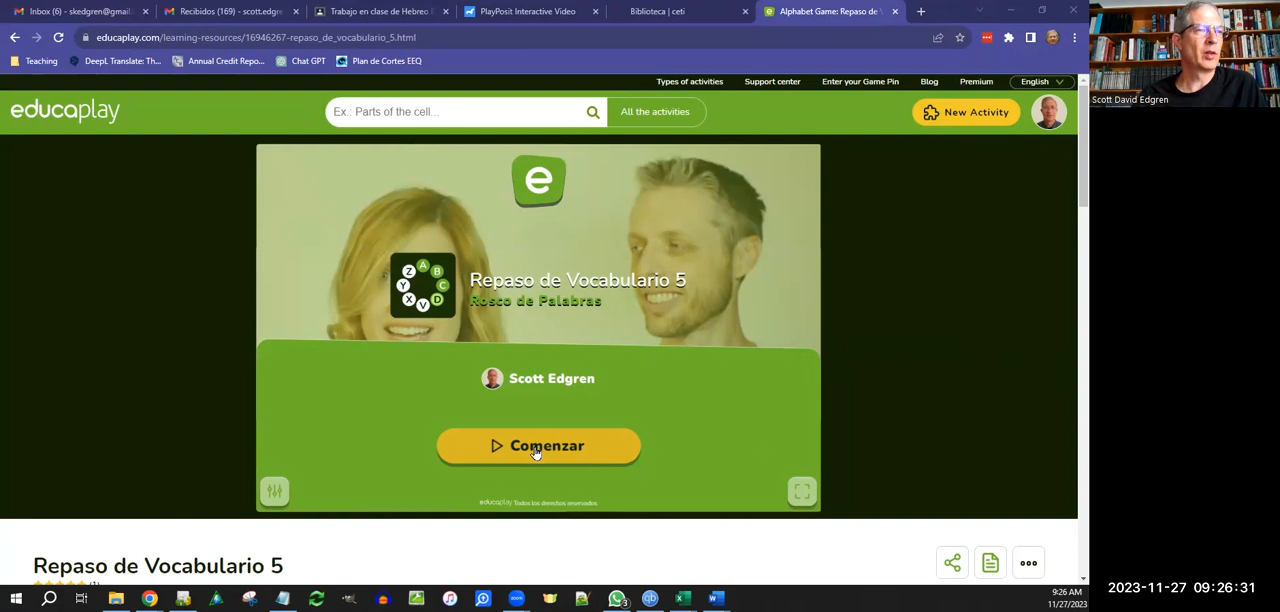 Inbox (6) - skedgren@gmail
Recibidos (169) - scott.edgre
Trabajo en clase de Hebreo
PlayPosit Interactive Video
Biblioteca | ceti
Alphabet Game: Repaso de V
educaplay.com/learning-resources/16946267-repaso_de_vocabulario_5.html
Teaching
DeepL Translate: Th...
Annual Credit Repo...
Chat GPT
Plan de Cortes EEQ
Types of activities
Support center
Enter your Game Pin
Blog
Premium
English
Scott David Edgren
educaplay
Ex.: Parts of the cell...
All the activities
New Activity
e
Z A B C D V X Y
Repaso de Vocabulario 5
Rosco de Palabras
Scott Edgren
Comenzar
educaplay Todos los derechos reservados
Repaso de Vocabulario 5
(1)
3
9:26 AM
11/27/2023
2023-11-27 09:26:31